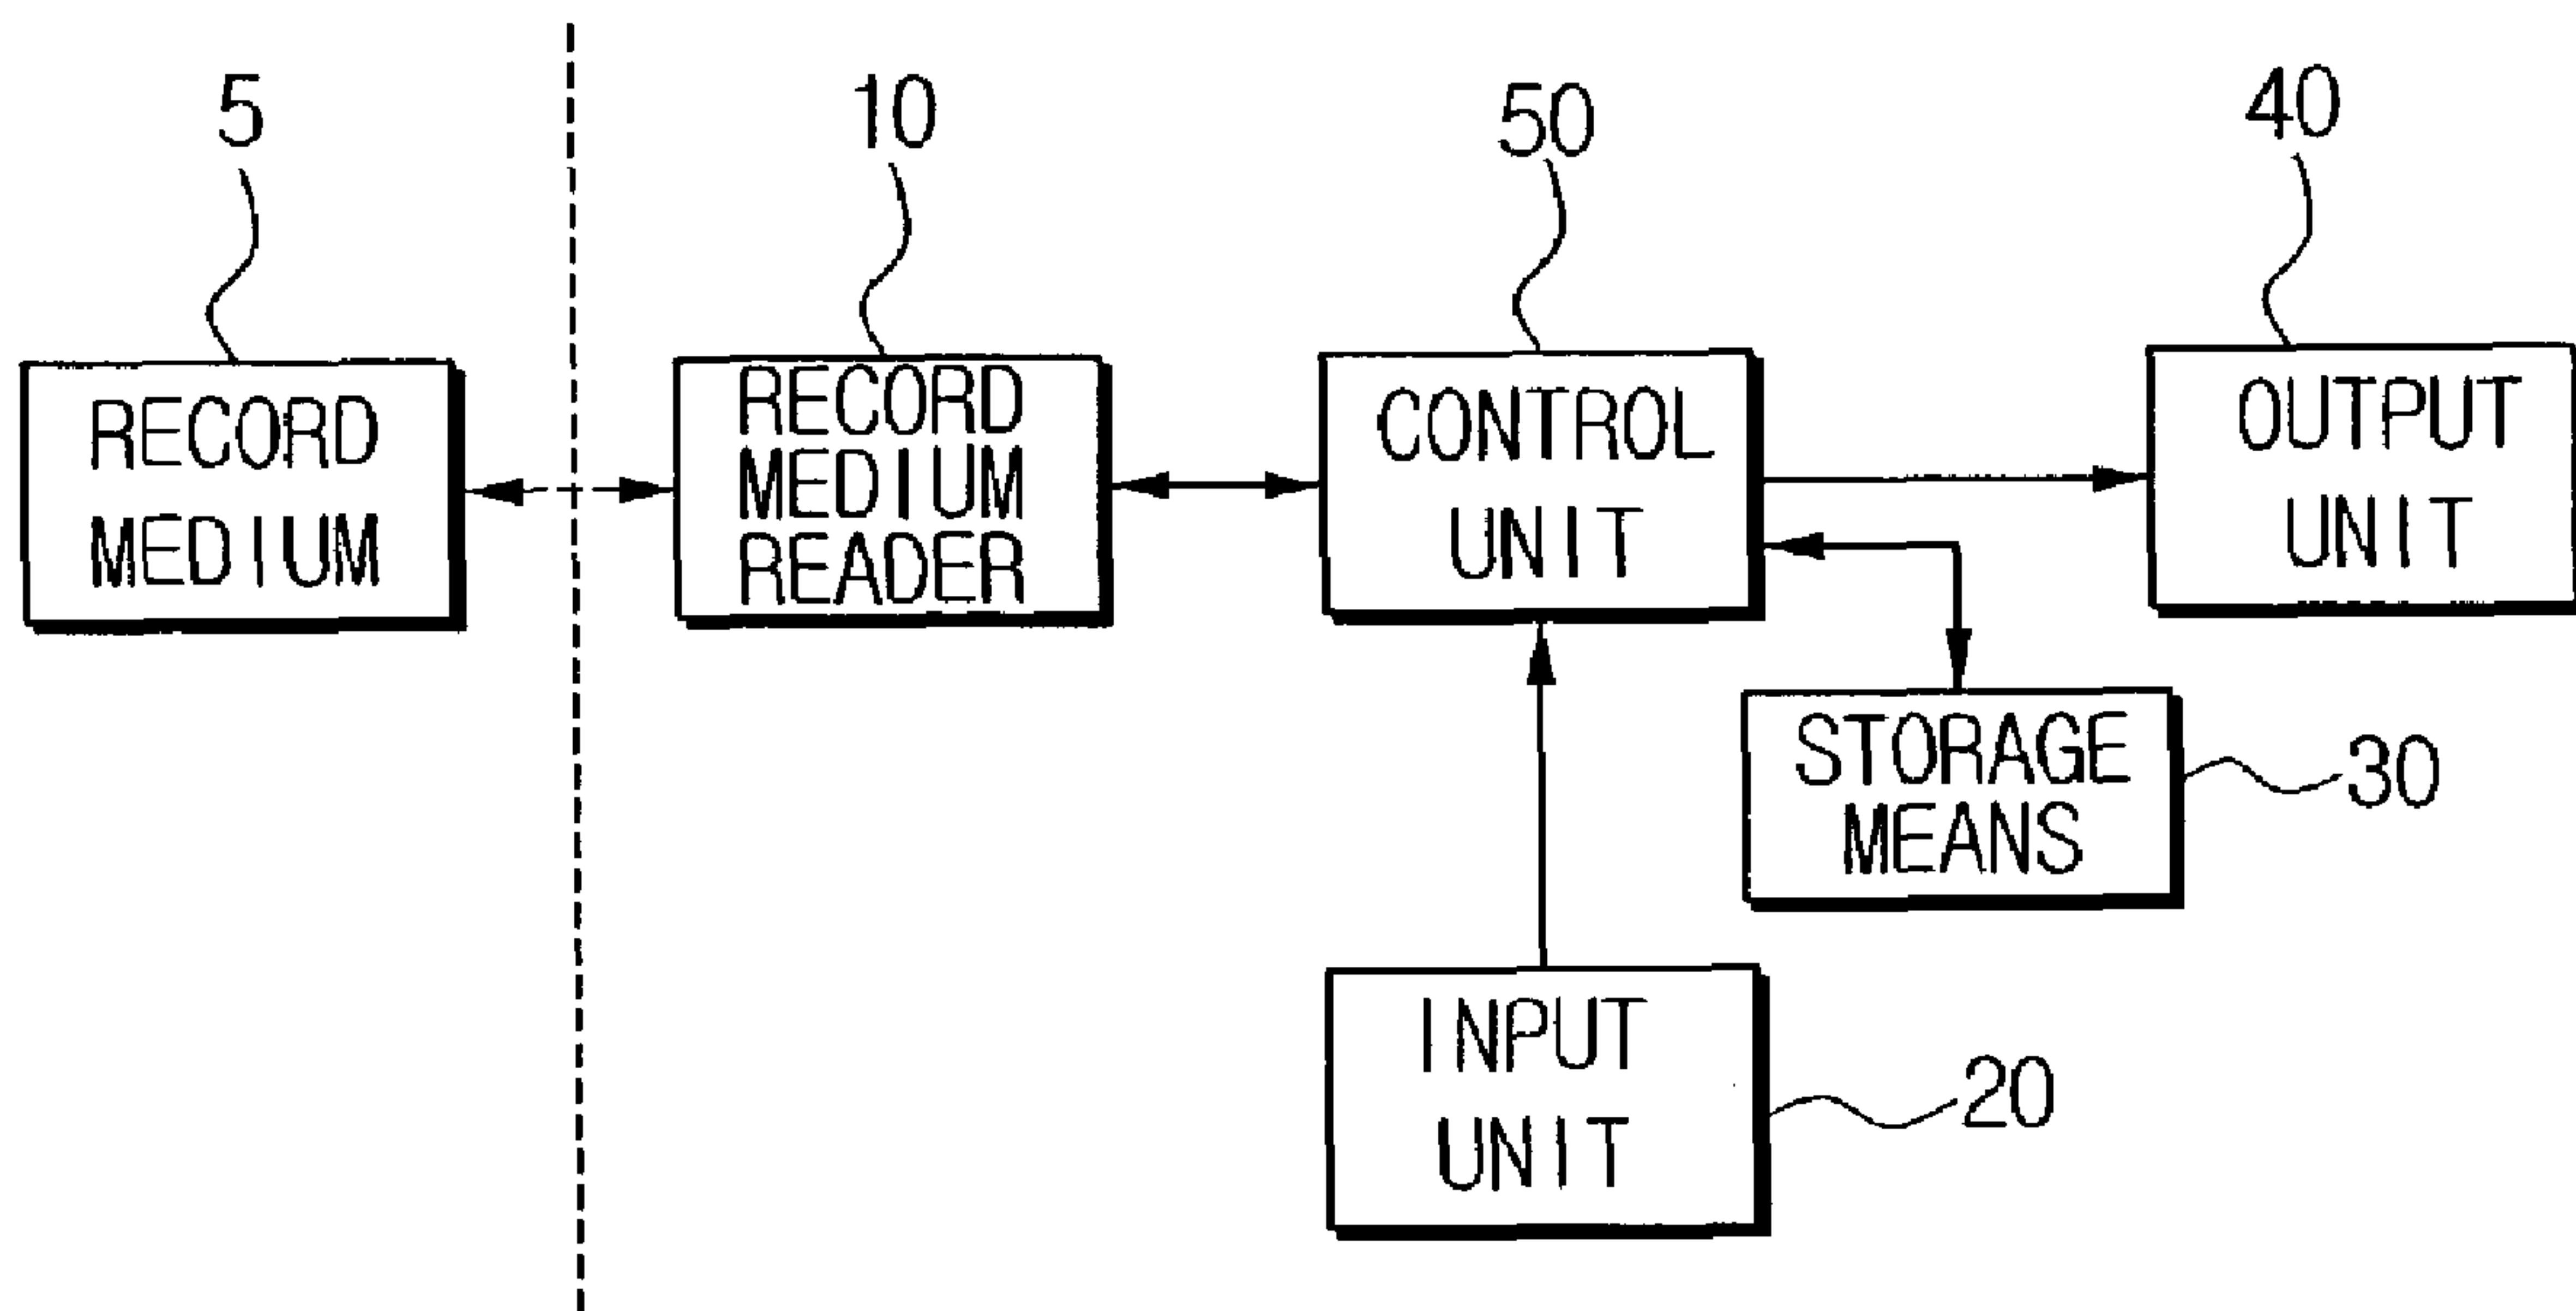 5
10
50
40
RECORD
MEDIUM
RECORD
MEDIUM
READER
CONTROL
UNIT
OUTPUT
UNIT
STORAGE
MEANS
30
INPUT
UNIT
20